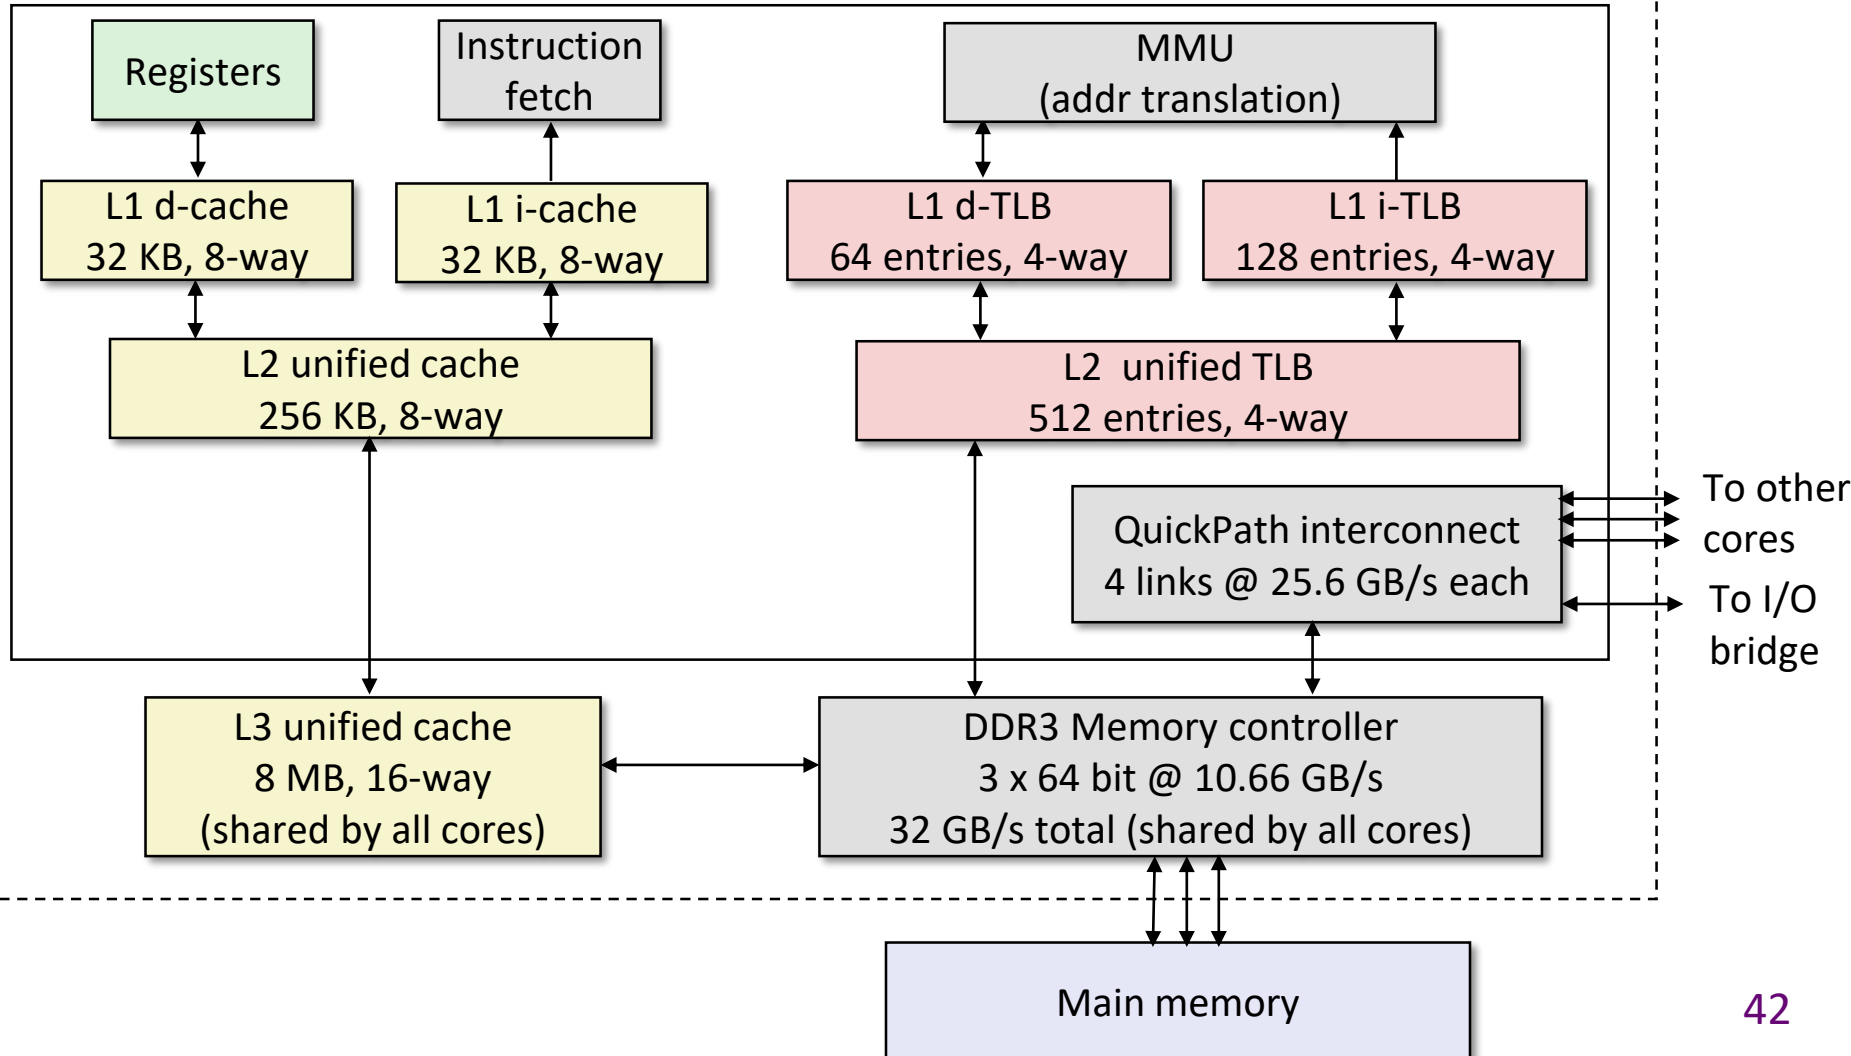 Registers
Instruction
fetch
MMU
(addr translation)
L1 d-cache
32 KB, 8-way
L1 i-cache
32 KB, 8-way
L1 d-TLB
64 entries, 4-way
L1 i-TLB
128 entries, 4-way
L2 unified cache
256 KB, 8-way
L2 unified TLB
512 entries, 4-way
QuickPath interconnect
4 links @ 25.6 GB/s each
To other
cores
To I/O
bridge
L3 unified cache
8 MB, 16-way
(shared by all cores)
DDR3 Memory controller
3 x 64 bit @ 10.66 GB/s
32 GB/s total (shared by all cores)
Main memory
42